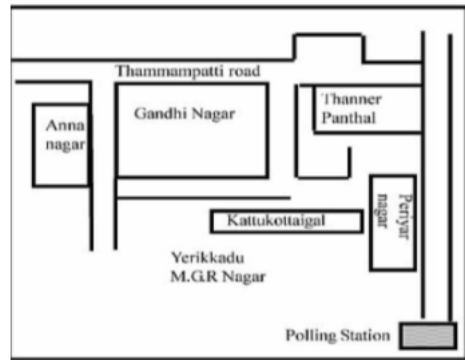 Thammampatti road
Anna
nagar
Gandhi Nagar
Thanner
Panthal
Periyar
nagar
Kattukottaigal
Yerikkadu
M.G.R Nagar
Polling Station